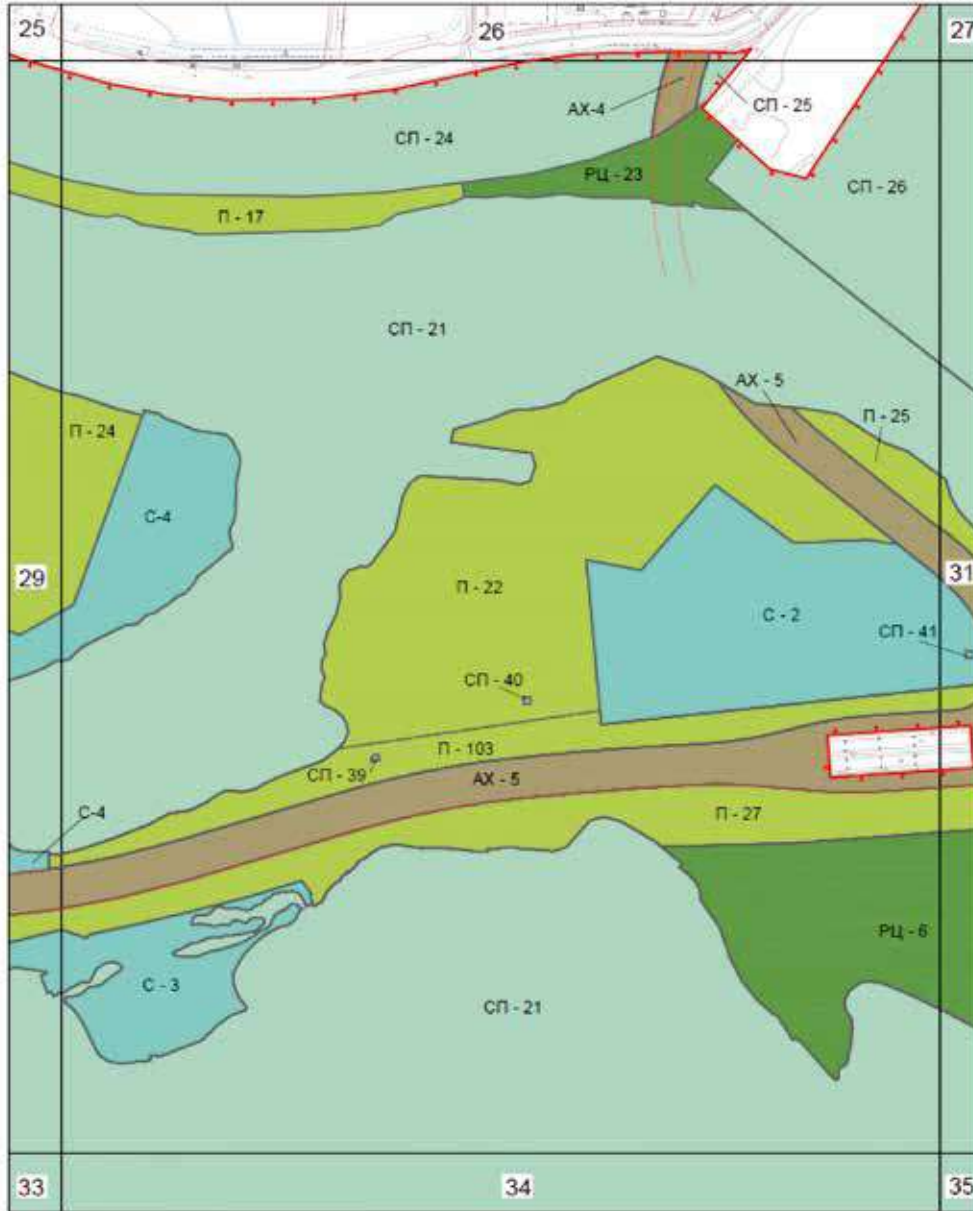 25
26
27
АХ-4
СП - 25
СП - 24
РЦ - 23
СП - 26
П - 17
СП - 21
АХ - 5
П - 25
П - 24
С-4
29
31
П - 22
С - 2
СП - 41
СП - 40
П - 103
СП - 39
АХ - 5
С-4
П - 27
РЦ - 6
С - 3
СП - 21
33
34
35